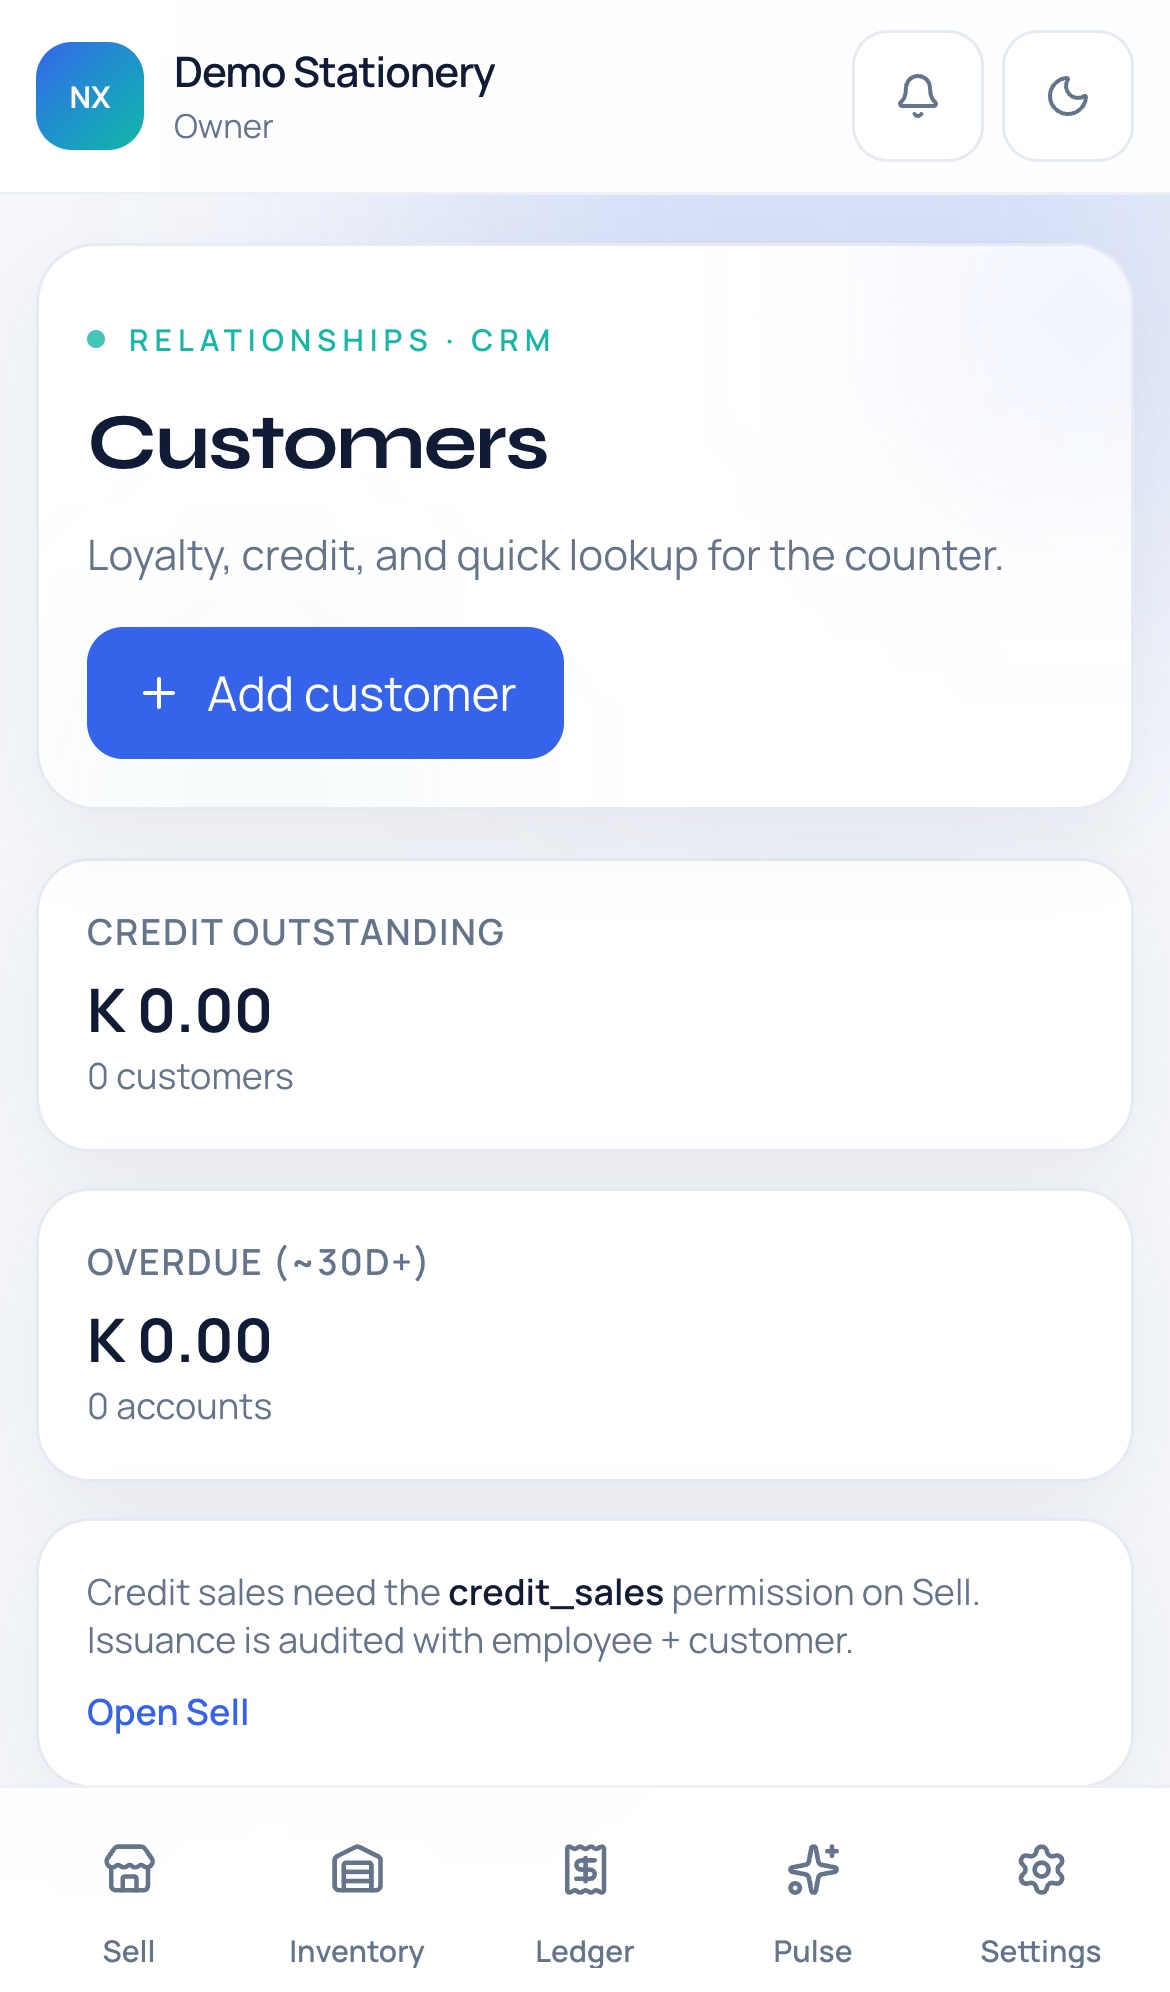 NX
Demo Stationery
Owner
RELATIONSHIPS · CRM
Customers
Loyalty, credit, and quick lookup for the counter.
+ Add customer
CREDIT OUTSTANDING
K 0.00
0 customers
OVERDUE (~30D+)
K 0.00
0 accounts
Credit sales need the credit_sales permission on Sell.
Issuance is audited with employee + customer.
Open Sell
Sell Inventory Ledger Pulse Settings